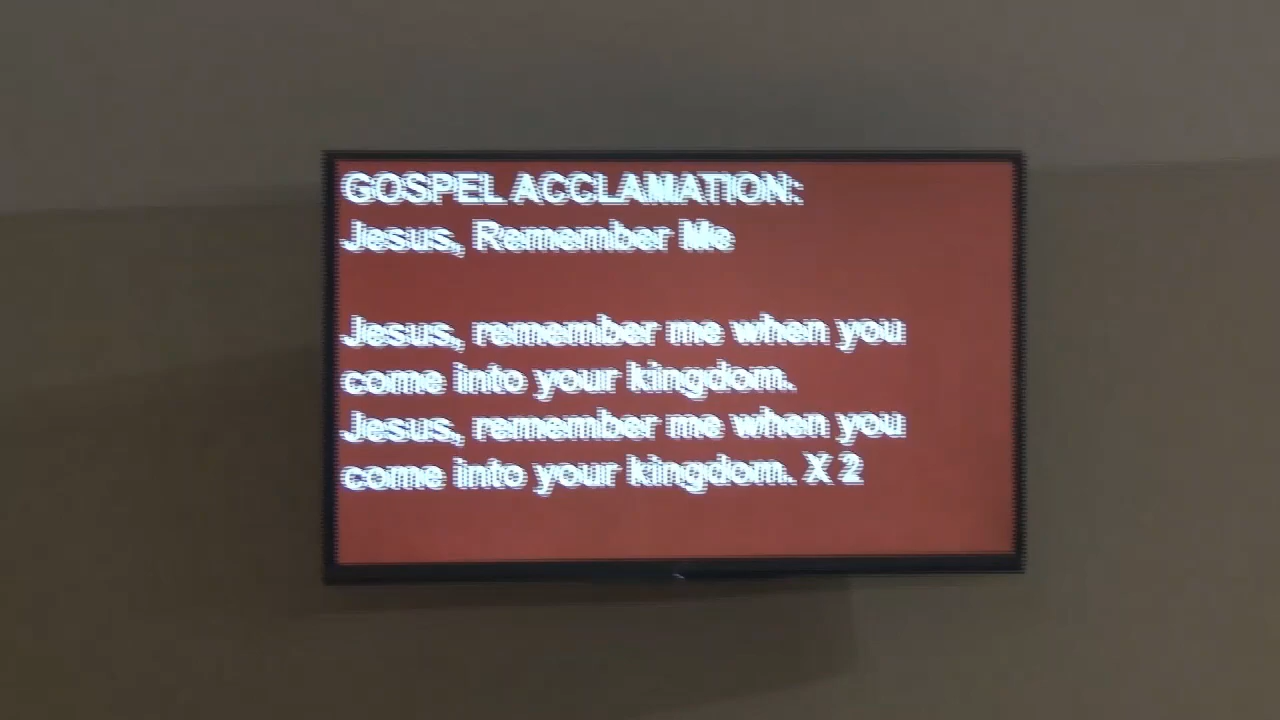 GOSPEL ACCLAMATION:
Jesus, Remember Me
Jesus, remember me when you
come into your kingdom.
Jesus, remember me when you
come into your kingdom. X 2